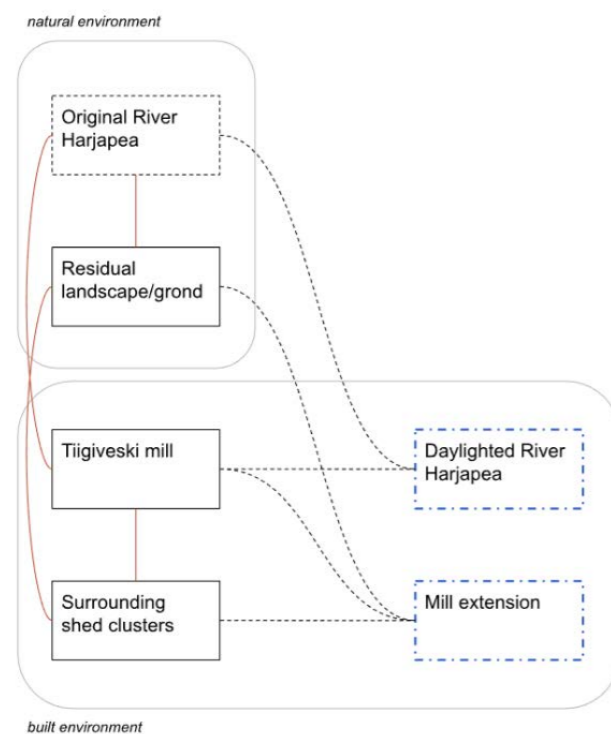 natural environment
Original River
Harjapea
Residual
landscape/grond
Tiigiveski mill
Daylighted River
Harjapea
Surrounding
shed clusters
Mill extension
built environment